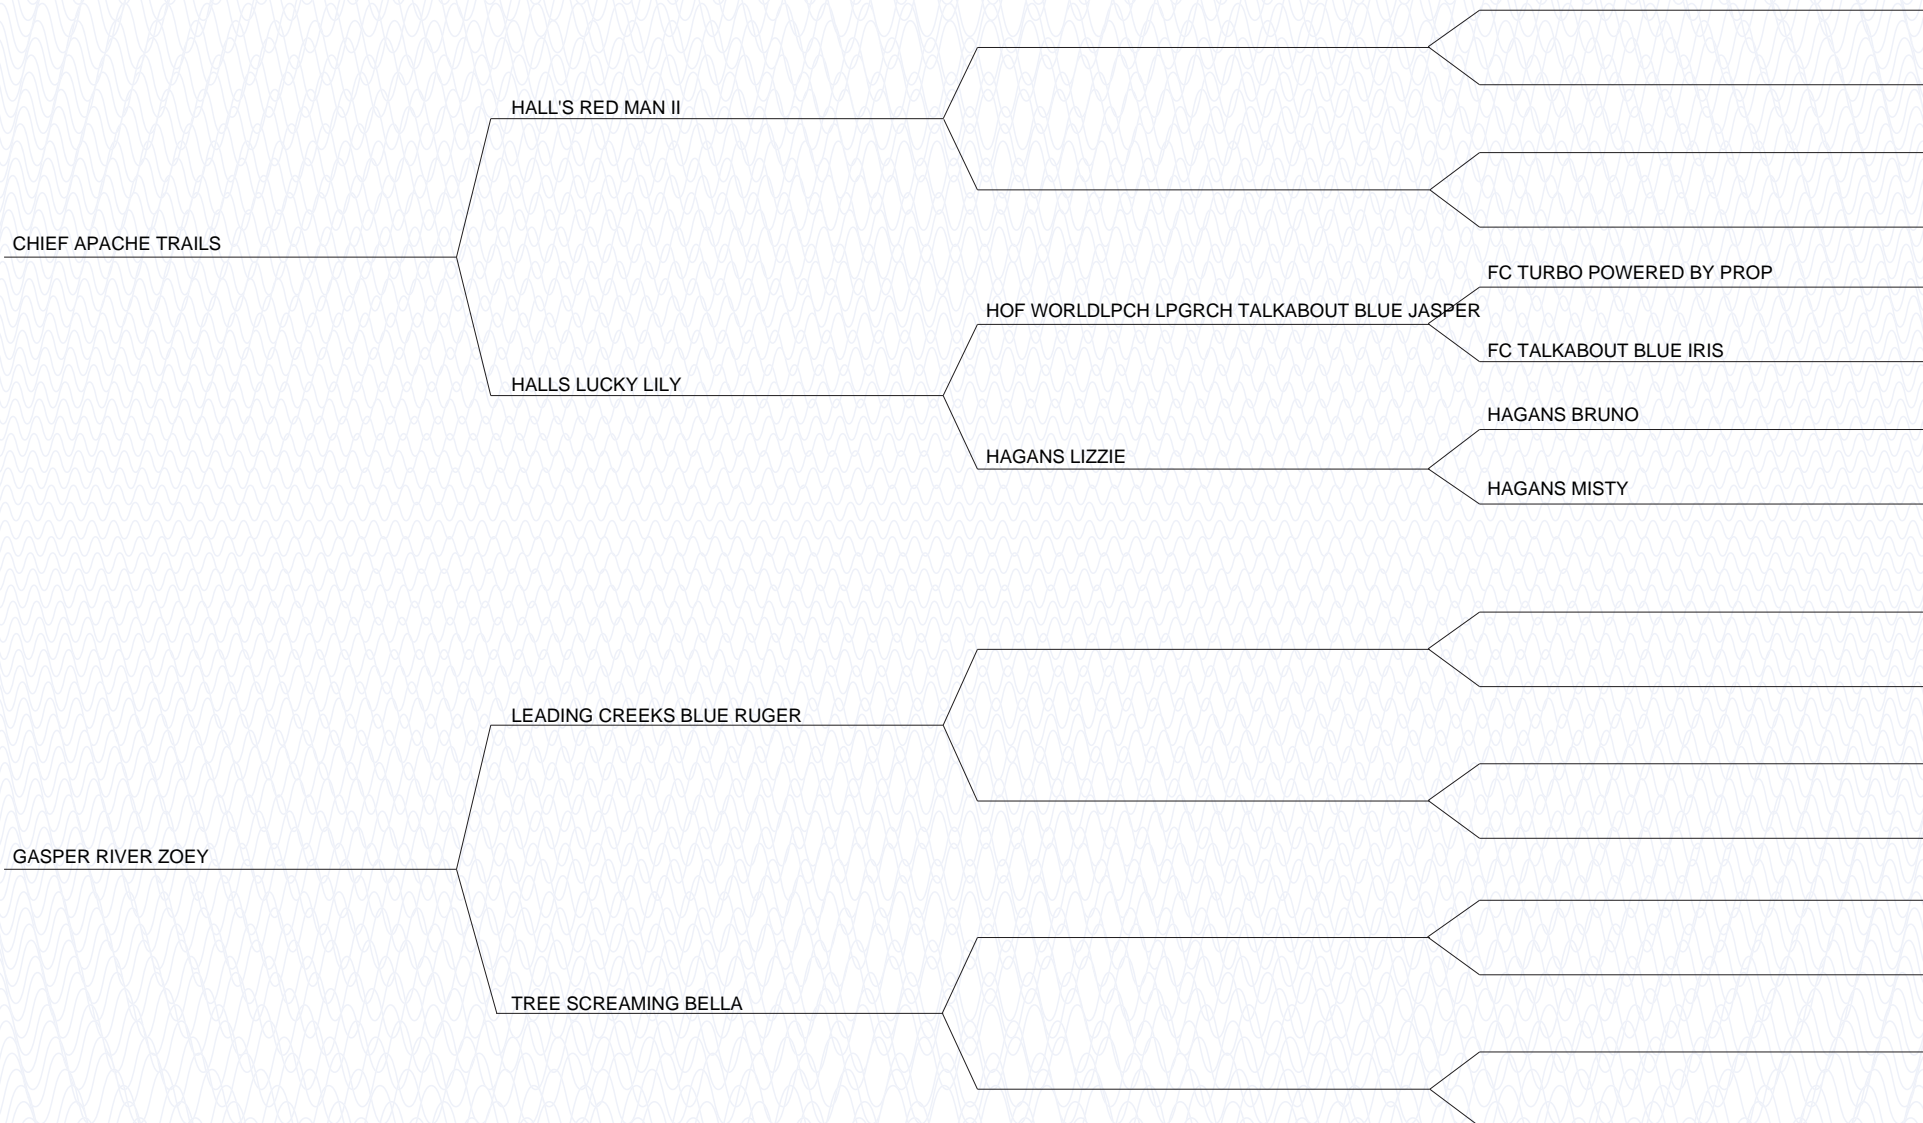 HALL'S RED MAN II
CHIEF APACHE TRAILS
FC TURBO POWERED BY PROP
HOF WORLDLPCH LPGRCH TALKABOUT BLUE JASPER
FC TALKABOUT BLUE IRIS
HALLS LUCKY LILY
HAGANS BRUNO
HAGANS LIZZIE
HAGANS MISTY
LEADING CREEKS BLUE RUGER
GASPER RIVER ZOEY
TREE SCREAMING BELLA